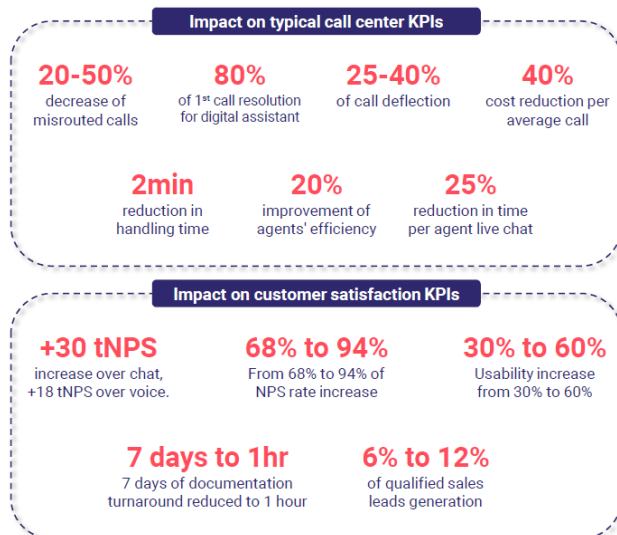 Impact on typical call center KPIs
20-50%
decrease of
misrouted calls
80%
of 1st call resolution
for digital assistant
25-40%
of call deflection
40%
cost reduction per
average call
2min
reduction in
handling time
20%
improvement of
agents' efficiency
25%
reduction in time
per agent live chat
Impact on customer satisfaction KPIs
+30 tNPS
increase over chat,
+18 tNPS over voice.
68% to 94%
From 68% to 94% of
NPS rate increase
30% to 60%
Usability increase
from 30% to 60%
7 days to 1hr
7 days of documentation
turnaround reduced to 1 hour
6% to 12%
of qualified sales
leads generation